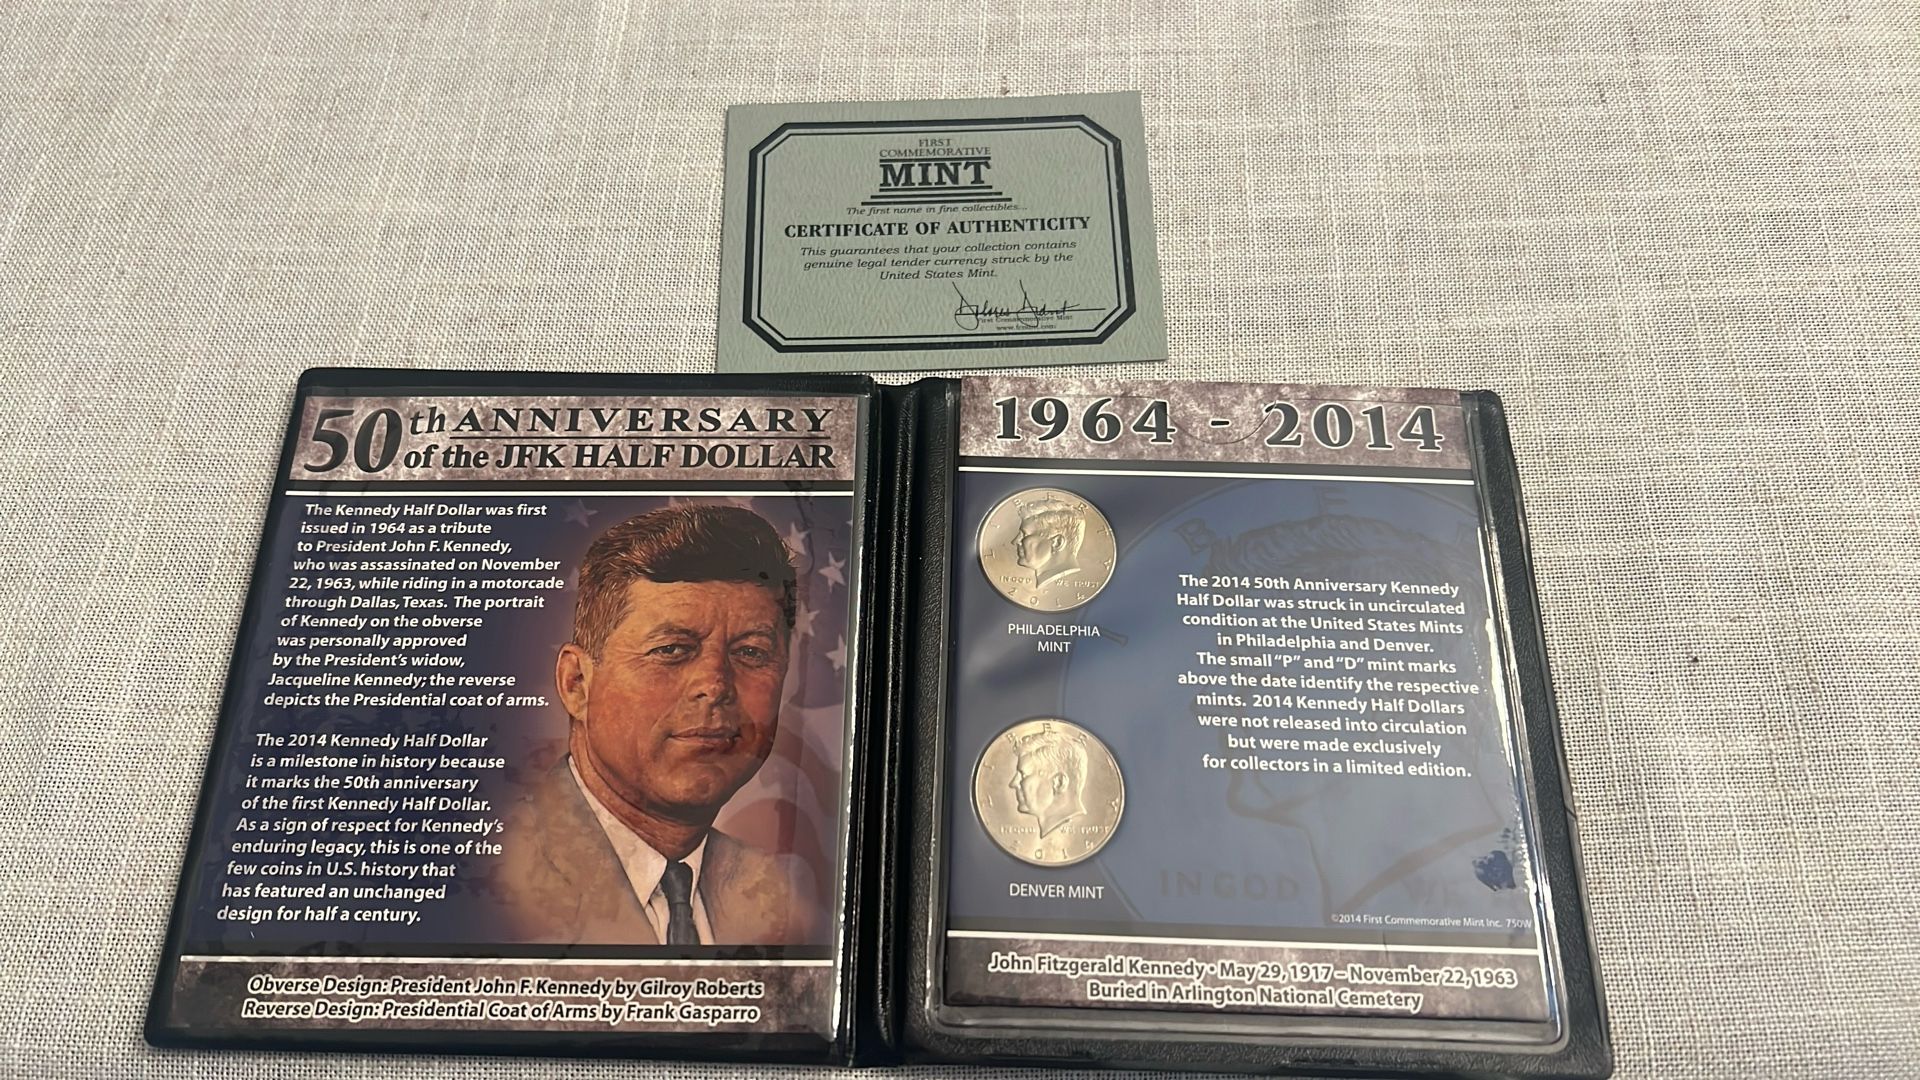 FIRST
COMMEMORATIVE
MINT
The first name in fine collectibles...
CERTIFICATE OF AUTHENTICITY
This guarantees that your collection contains
genuine legal tender currency struck by the
United States Mint.
First Commemorative Mint
50th ANNIVERSARY
of the JFK HALF DOLLAR
The Kennedy Half Dollar was first
issued in 1964 as a tribute
to President John F. Kennedy,
who was assassinated on November
22, 1963, while riding in a motorcade
through Dallas, Texas. The portrait
of Kennedy on the obverse
was personally approved
by the President's widow,
Jacqueline Kennedy; the reverse
depicts the Presidential coat of arms.
The 2014 Kennedy Half Dollar
is a milestone in history because
it marks the 50th anniversary
of the first Kennedy Half Dollar.
As a sign of respect for Kennedy's
enduring legacy, this is one of the
few coins in U.S. history that
has featured an unchanged
design for half a century.
Obverse Design: President John F. Kennedy by Gilroy Roberts
Reverse Design: Presidential Coat of Arms by Frank Gasparro
1964 - 2014
LIBERTY
IN GOD WE TRUST
2014
PHILADELPHIA
MINT
LIBERTY
IN GOD WE TRUST
2014
DENVER MINT
The 2014 50th Anniversary Kennedy
Half Dollar was struck in uncirculated
condition at the United States Mints
in Philadelphia and Denver.
The small "P" and "D" mint marks
above the date identify the respective
mints. 2014 Kennedy Half Dollars
were not released into circulation
but were made exclusively
for collectors in a limited edition.
IN GOD WE
©2014 First Commemorative Mint Inc. 750W
John Fitzgerald Kennedy • May 29, 1917 – November 22, 1963
Buried in Arlington National Cemetery